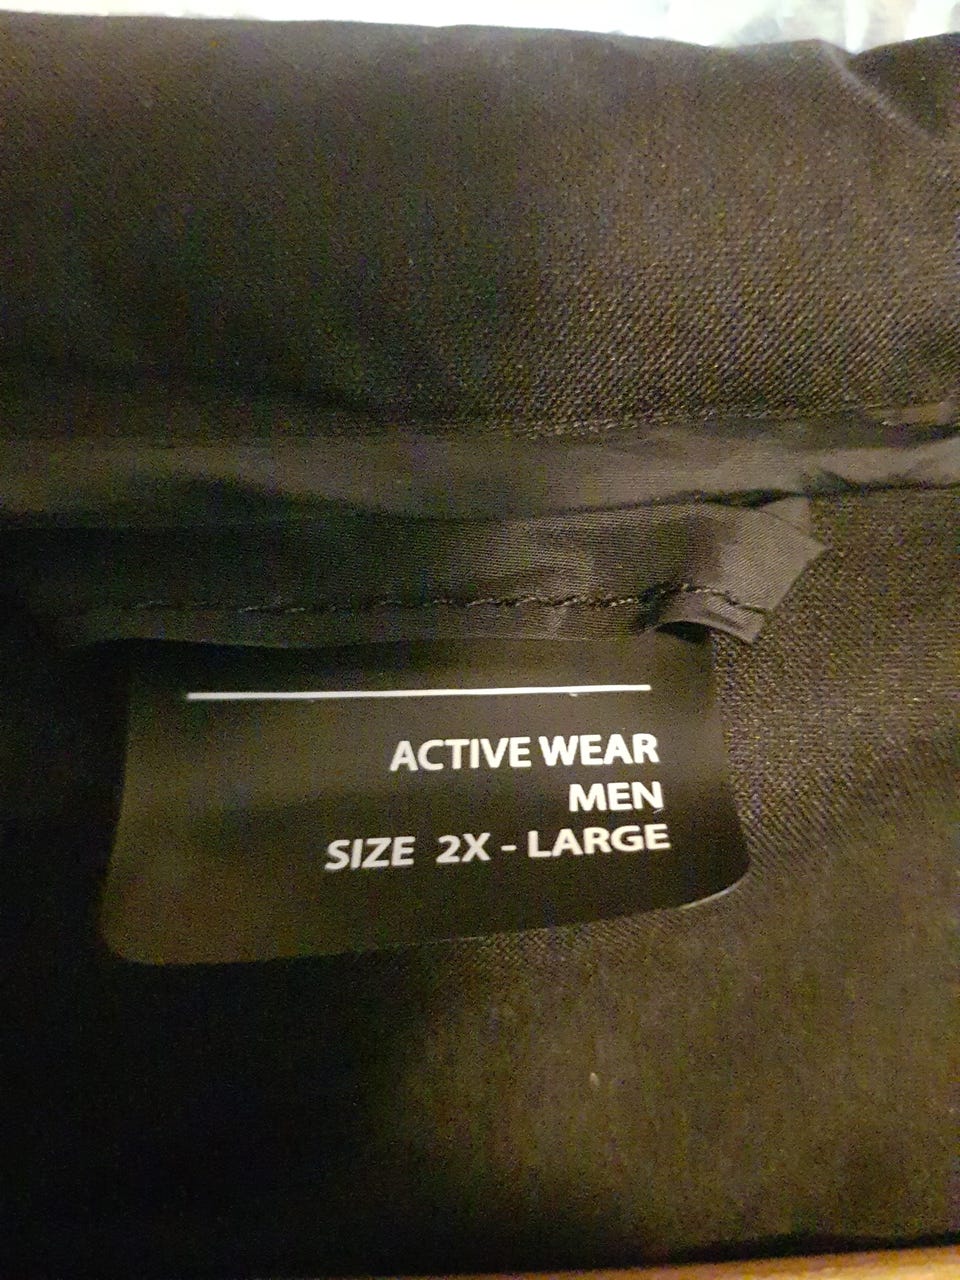 ACTIVE WEAR
MEN
SIZE 2X - LARGE